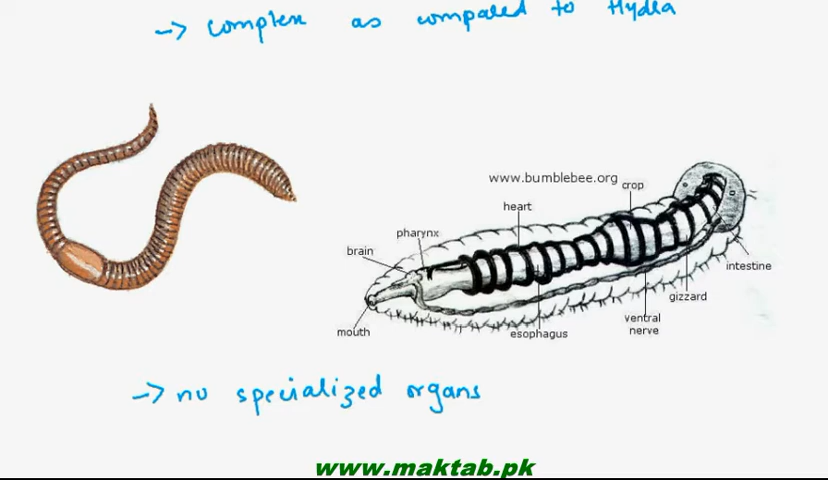 -> complex as compared to Hydra
www.bumblebee.org
crop
heart
pharynx
brain
intestine
gizzard
ventral
nerve
mouth
esophagus
-> no specialized organs
www.maktab.pk